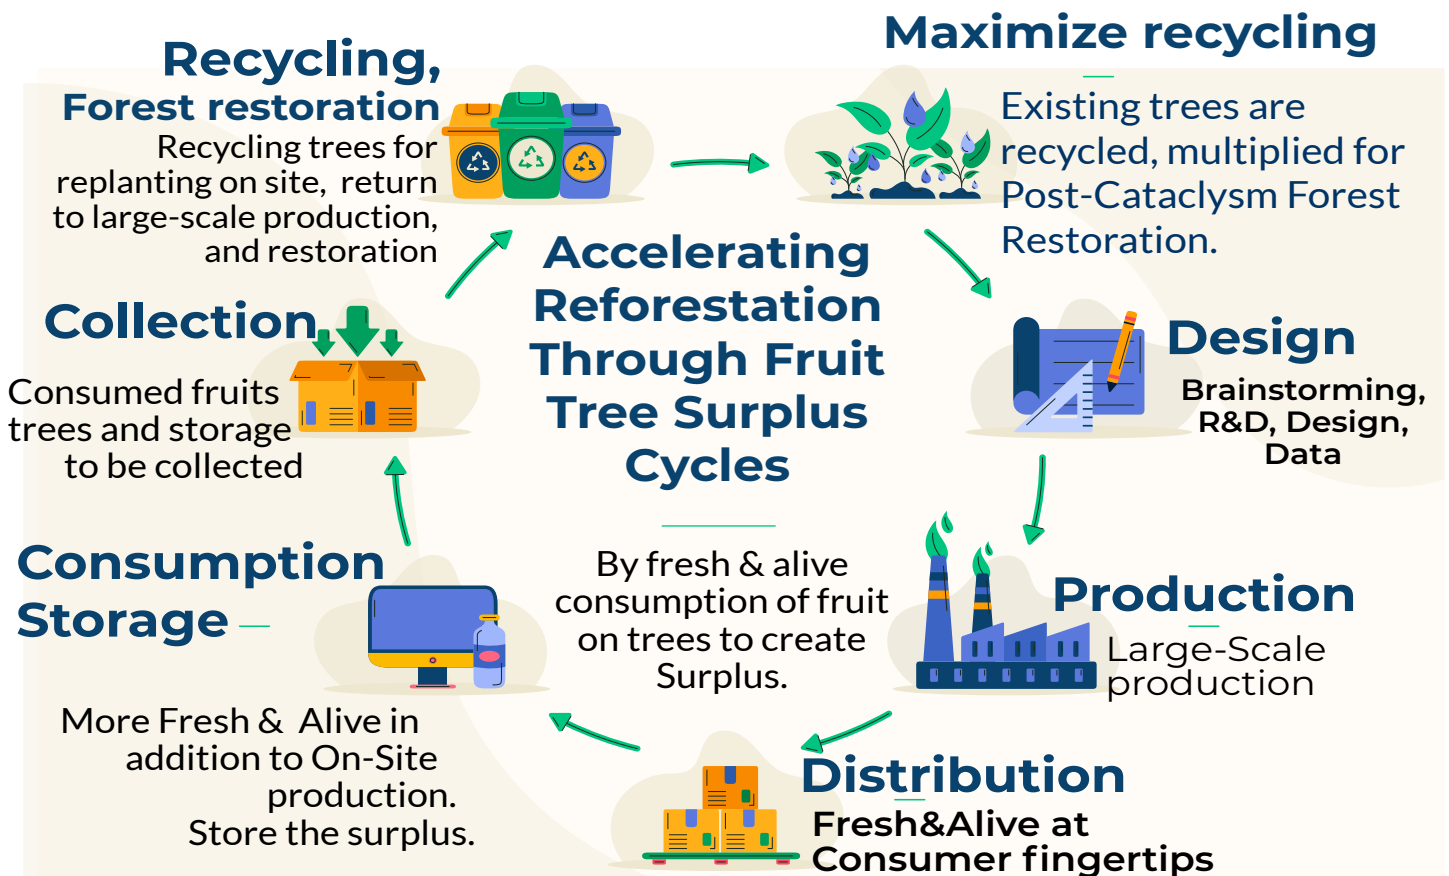 Recycling,
Forest restoration
Recycling trees for
replanting on site, return
to large-scale production,
and restoration
Maximize recycling
Existing trees are
recycled, multiplied for
Post-Cataclysm Forest
Restoration.
Accelerating
Reforestation
Through Fruit
Tree Surplus
Cycles
By fresh & alive
consumption of fruit
on trees to create
Surplus.
Design
Brainstorming,
R&D, Design,
Data
Production
Large-Scale
production
Distribution
Fresh&Alive at
Consumer fingertips
Consumption
Storage
More Fresh & Alive in
addition to On-Site
production.
Store the surplus.
Collection
Consumed fruits
trees and storage
to be collected